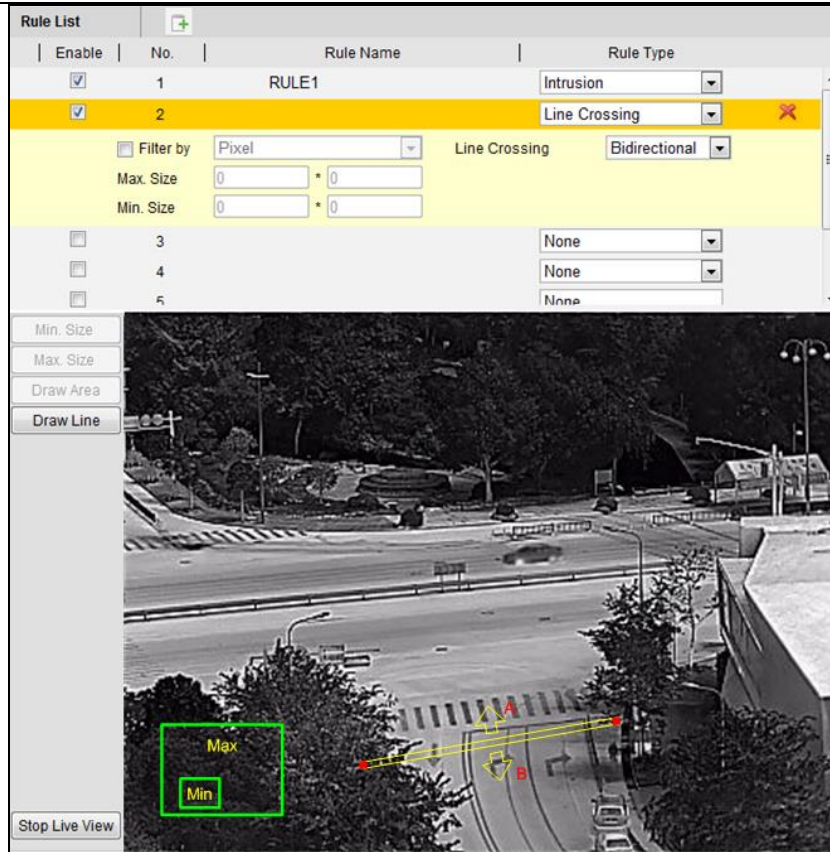 Rule List
Enable No. Rule Name Rule Type
1 RULE1 Intrusion
2 Line Crossing
Filter by Pixel Line Crossing Bidirectional
Max. Size 0 * 0
Min. Size 0 * 0
3 None
4 None
5 None
Min. Size
Max. Size
Draw Area
Draw Line
A
B
Max
Min
Stop Live View